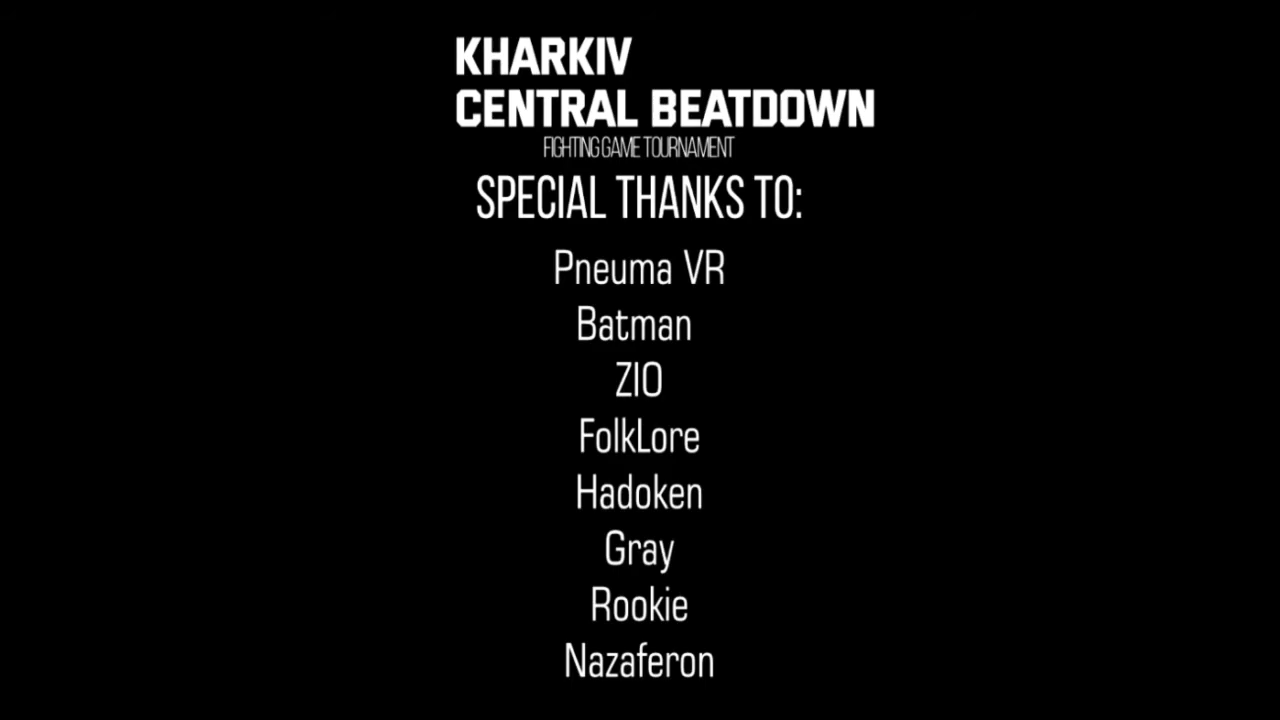 KHARKIV
CENTRAL BEATDOWN
FIGHTING GAME TOURNAMENT
SPECIAL THANKS TO:
Pneuma VR
Batman
ZIO
FolkLore
Hadoken
Gray
Rookie
Nazaferon